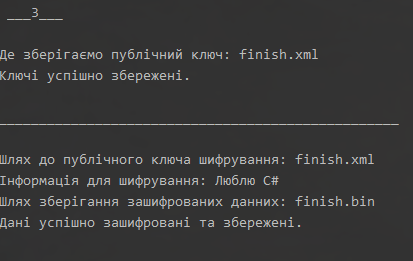 ___3___
Де зберігаємо публічний ключ: finish.xml
Ключі успішно збережені.
___________________________________________________
Шлях до публічного ключа шифрування: finish.xml
Інформація для шифрування: Люблю C#
Шлях зберігання зашифрованих даних: finish.bin
Дані успішно зашифровані та збережені.